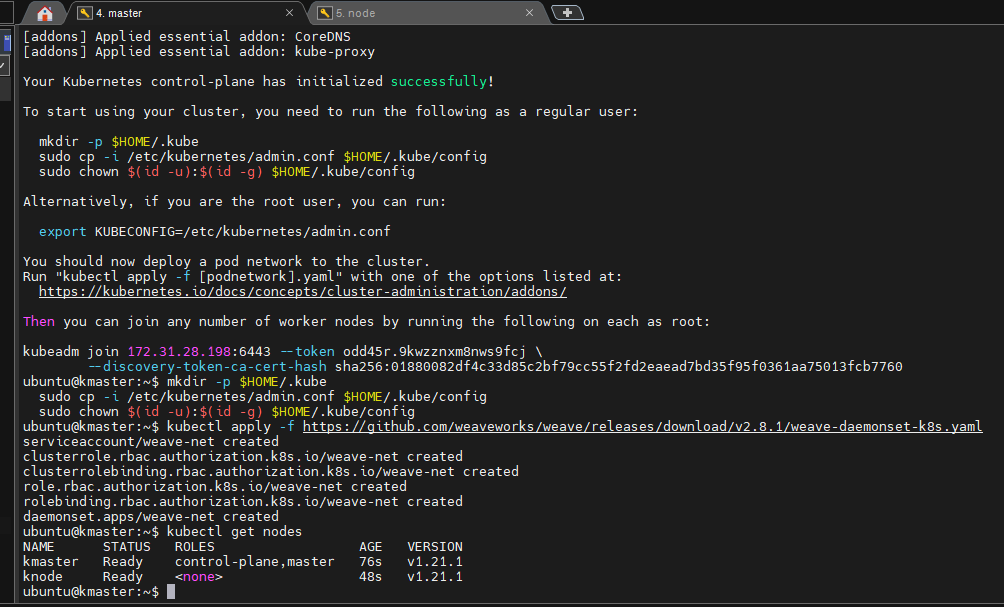 4. master
5. node
[addons] Applied essential addon: CoreDNS
[addons] Applied essential addon: kube-proxy
Your Kubernetes control-plane has initialized successfully!
To start using your cluster, you need to run the following as a regular user:
mkdir -p $HOME/.kube
sudo cp -i /etc/kubernetes/admin.conf $HOME/.kube/config
sudo chown $(id -u):$(id -g) $HOME/.kube/config
Alternatively, if you are the root user, you can run:
export KUBECONFIG=/etc/kubernetes/admin.conf
You should now deploy a pod network to the cluster.
Run "kubectl apply -f [podnetwork].yaml" with one of the options listed at:
https://kubernetes.io/docs/concepts/cluster-administration/addons/
Then you can join any number of worker nodes by running the following on each as root:
kubeadm join 172.31.28.198:6443 --token odd45r.9kwzznxm8nws9fcj \
--discovery-token-ca-cert-hash sha256:01880082df4c33d85c2bf79cc55f2fd2eaead7bd35f95f0361aa75013fcb7760
ubuntu@kmaster:~$ mkdir -p $HOME/.kube
sudo cp -i /etc/kubernetes/admin.conf $HOME/.kube/config
sudo chown $(id -u):$(id -g) $HOME/.kube/config
ubuntu@kmaster:~$ kubectl apply -f https://github.com/weaveworks/weave/releases/download/v2.8.1/weave-daemonset-k8s.yaml
serviceaccount/weave-net created
clusterrole.rbac.authorization.k8s.io/weave-net created
clusterrolebinding.rbac.authorization.k8s.io/weave-net created
role.rbac.authorization.k8s.io/weave-net created
rolebinding.rbac.authorization.k8s.io/weave-net created
daemonset.apps/weave-net created
ubuntu@kmaster:~$ kubectl get nodes
NAME STATUS ROLES AGE VERSION
kmaster Ready control-plane,master 76s v1.21.1
knode Ready <none> 48s v1.21.1
ubuntu@kmaster:~$